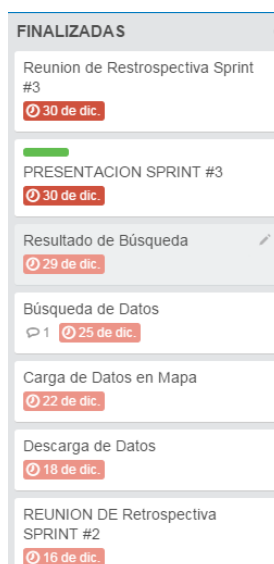 FINALIZADAS
Reunion de Restrospectiva Sprint
#3
30 de dic.
PRESENTACION SPRINT #3
30 de dic.
Resultado de Búsqueda
29 de dic.
Búsqueda de Datos
1 25 de dic.
Carga de Datos en Mapa
22 de dic.
Descarga de Datos
18 de dic.
REUNION DE Retrospectiva
SPRINT #2
16 de dic.